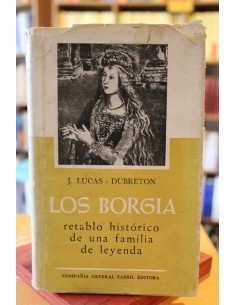 J. LUCAS - DUBRETON
LOS BORGIA
retablo histórico
de una familia
de leyenda
COMPAÑIA GENERAL FABRIL EDITORA